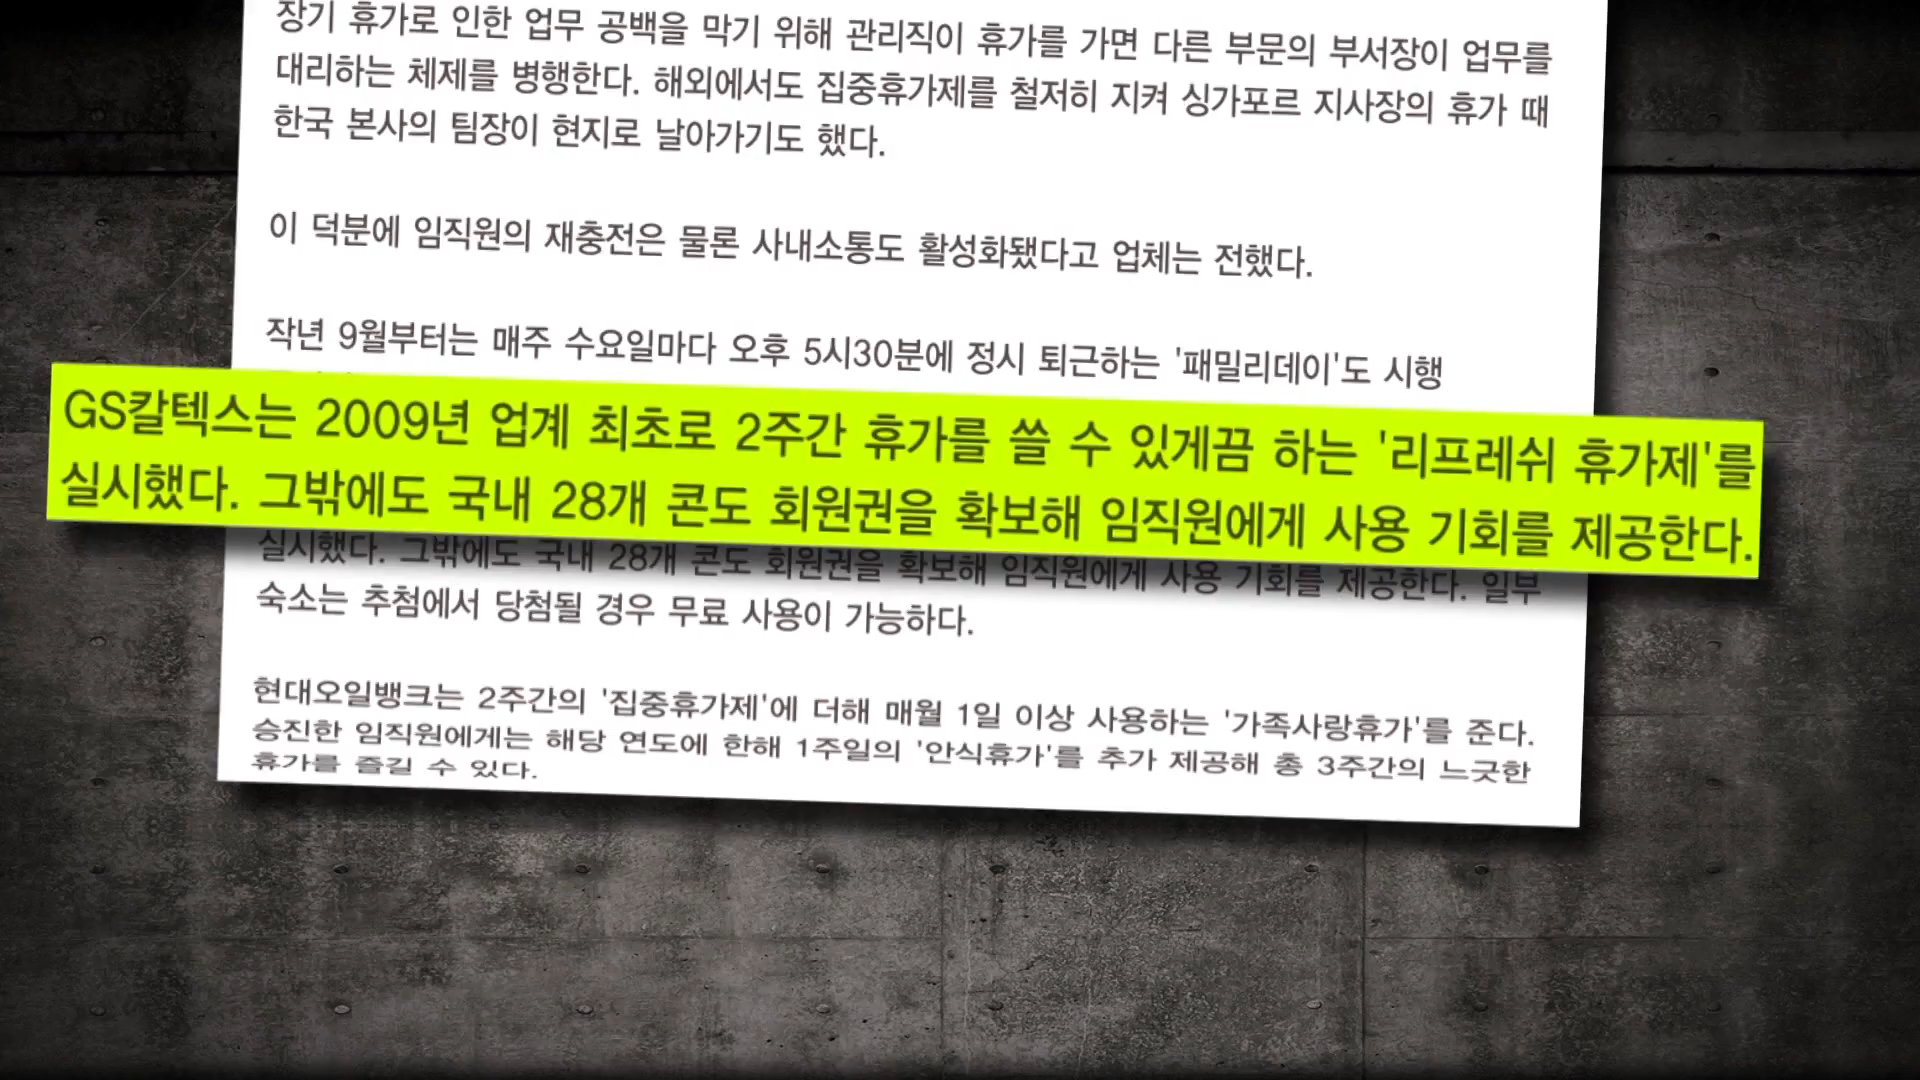 장기 휴가로 인한 업무 공백을 막기 위해 관리직이 휴가를 가면 다른 부문의 부서장이 업무를
대리하는 체제를 병행한다. 해외에서도 집중휴가제를 철저히 지켜 싱가포르 지사장의 휴가 때
한국 본사의 팀장이 현지로 날아가기도 했다.
이 덕분에 임직원의 재충전은 물론 사내소통도 활성화됐다고 업체는 전했다.
작년 9월부터는 매주 수요일마다 오후 5시30분에 정시 퇴근하는 '패밀리데이'도 시행
GS칼텍스는 2009년 업계 최초로 2주간 휴가를 쓸 수 있게끔 하는 '리프레쉬 휴가제'를
실시했다. 그밖에도 국내 28개 콘도 회원권을 확보해 임직원에게 사용 기회를 제공한다.
실시했다. 그밖에도 국내 28개 콘도 회원권을 확보해 임직원에게 사용 기회를 제공한다. 일부
숙소는 추첨에서 당첨될 경우 무료 사용이 가능하다.
현대오일뱅크는 2주간의 '집중휴가제'에 더해 매월 1일 이상 사용하는 '가족사랑휴가'를 준다.
승진한 임직원에게는 해당 연도에 한해 1주일의 '안식휴가'를 추가 제공해 총 3주간의 느긋한
휴가를 즐길 수 있다.